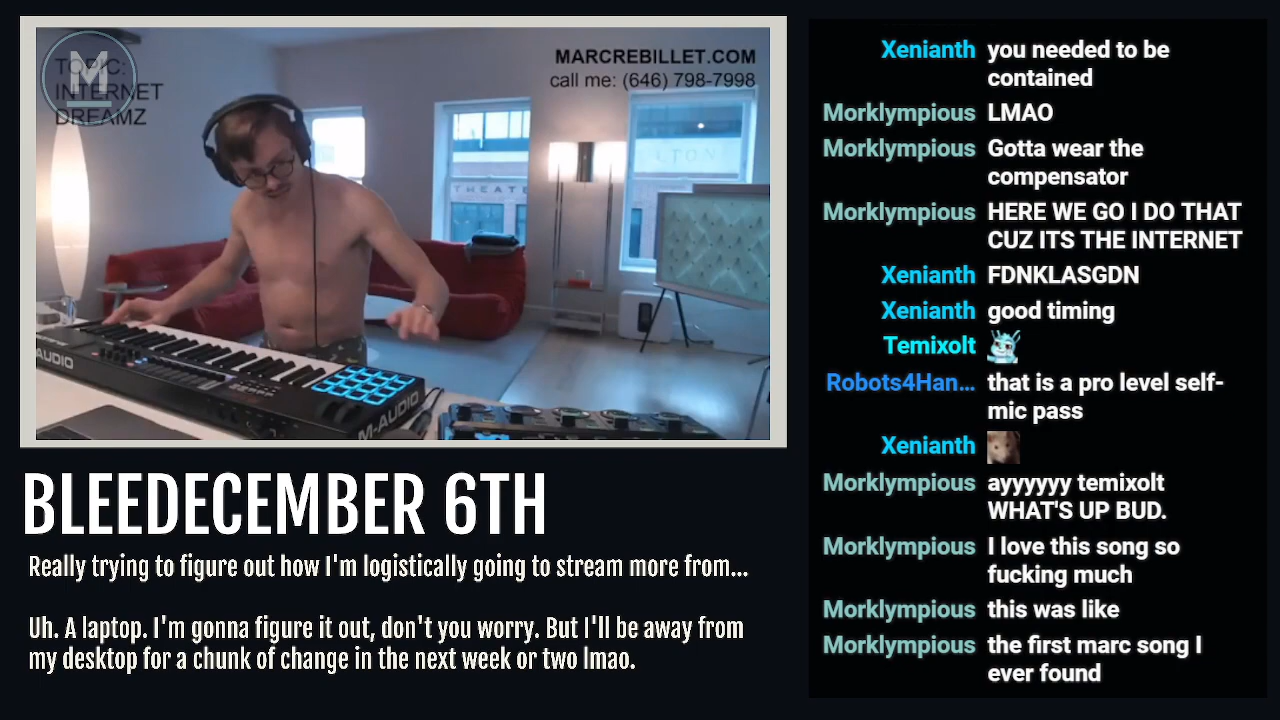 TOPIC:
INTERNET
DREAMZ
M
MARCREBILLET.COM
call me: (646) 798-7998
THEATE
LTON
M-AUDIO
AUDIO
BLEEDECEMBER 6TH
Really trying to figure out how I'm logistically going to stream more from...
Uh. A laptop. I'm gonna figure it out, don't you worry. But I'll be away from
my desktop for a chunk of change in the next week or two lmao.
Xenianth you needed to be
contained
Morklympious LMAO
Morklympious Gotta wear the
compensator
Morklympious HERE WE GO I DO THAT
CUZ ITS THE INTERNET
Xenianth FDNKLASGDN
Xenianth good timing
Temixolt
Robots4Han... that is a pro level self-
mic pass
Xenianth
Morklympious ayyyyyy temixolt
WHAT'S UP BUD.
Morklympious I love this song so
fucking much
Morklympious this was like
Morklympious the first marc song I
ever found